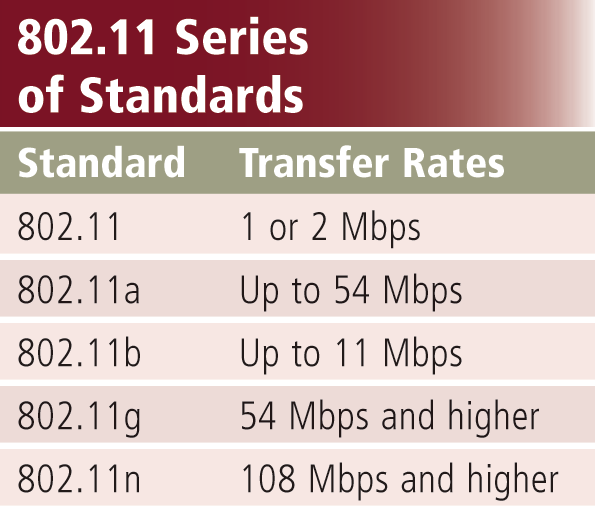 802.11 Series
of Standards
Standard Transfer Rates
802.11 1 or 2 Mbps
802.11a Up to 54 Mbps
802.11b Up to 11 Mbps
802.11g 54 Mbps and higher
802.11n 108 Mbps and higher